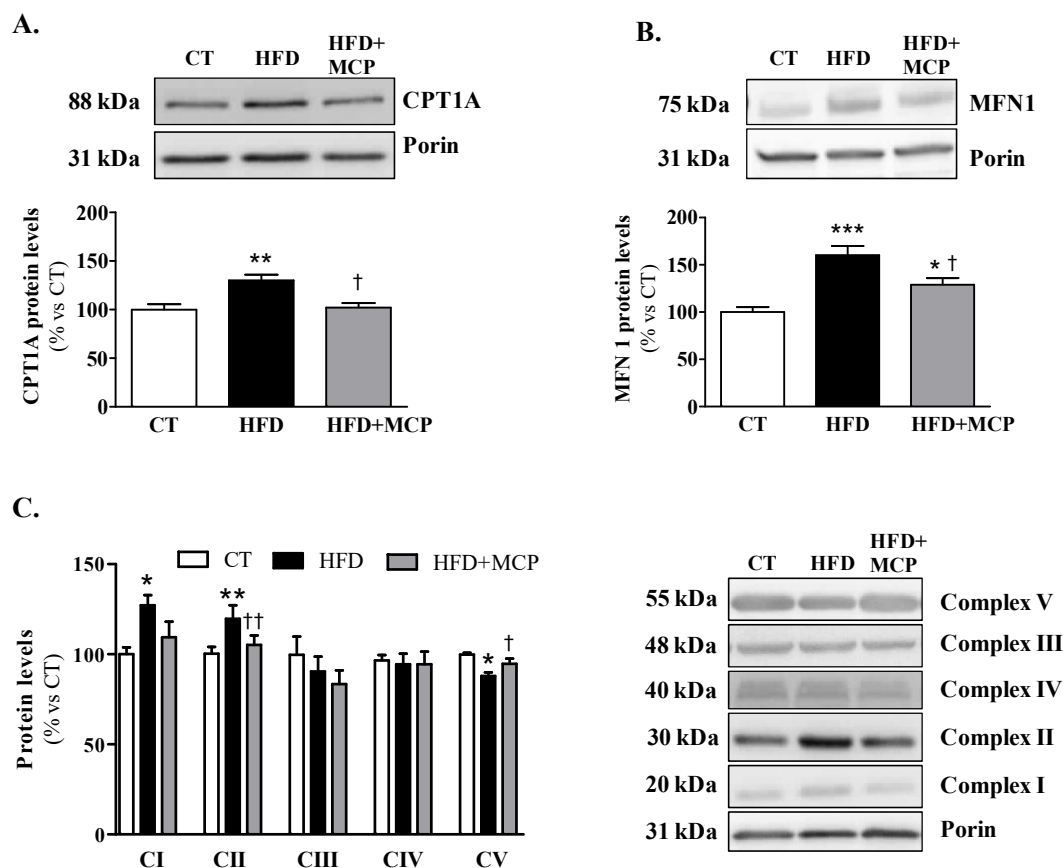 A.
CT HFD HFD+
MCP
88 kDa CPT1A
31 kDa Porin
CPT1A protein levels
(% vs CT)
200
150
100
50
0
**
†
CT HFD HFD+MCP
B.
CT HFD HFD+
MCP
75 kDa MFN1
31 kDa Porin
MFN 1 protein levels
(% vs CT)
200
150
100
50
0
***
* †
CT HFD HFD+MCP
C.
CT HFD HFD+MCP
Protein levels
(% vs CT)
150
100
50
0
*
**
††
*
†
CI CII CIII CIV CV
CT HFD HFD+
MCP
55 kDa Complex V
48 kDa Complex III
40 kDa Complex IV
30 kDa Complex II
20 kDa Complex I
31 kDa Porin